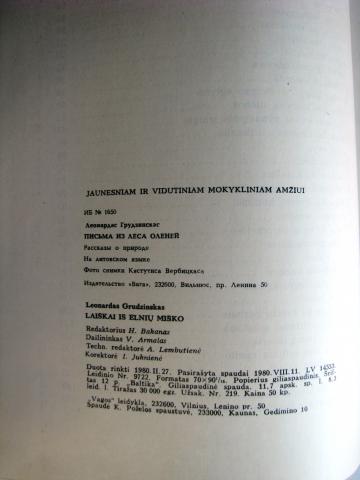 JAUNESNIAM IR VIDUTINIAM MOKYKLINIAM AMŽIUI
ИБ № 1650
Леонардас Грудзинскас
ПИСЬМА ИЗ ЛЕСА ОЛЕНЕЙ
Рассказы о природе
На литовском языке
Фото снимки Кастутиса Вербицкаса
Издательство «Вага», 232600, Вильнюс, пр. Ленина 50
Leonardas Grudzinskas
LAIŠKAI IŠ ELNIŲ MIŠKO
Redaktorius H. Bakanas
Dailininkas V. Armalas
Techn. redaktorė A. Lembutienė
Korektorė I. Juknienė
Duota rinkti 1980.II.27. Pasirašyta spaudai 1980.VIII.11. LV 14553.
Leidinio Nr. 9722. Formatas 70×90¹/₁₆. Popierius giliaspaudinis. Šrif-
tas 12 p. „Baltika“. Giliaspaudinė spauda. 11,7 apsk. sp. l. 8,3
leid. l. Tiražas 30 000 egz. Užsak. Nr. 219. Kaina 50 kp.
„Vagos“ leidykla, 232600, Vilnius, Lenino pr. 50
Spaudė K. Poželos spaustuvė, 233000, Kaunas, Gedimino 10